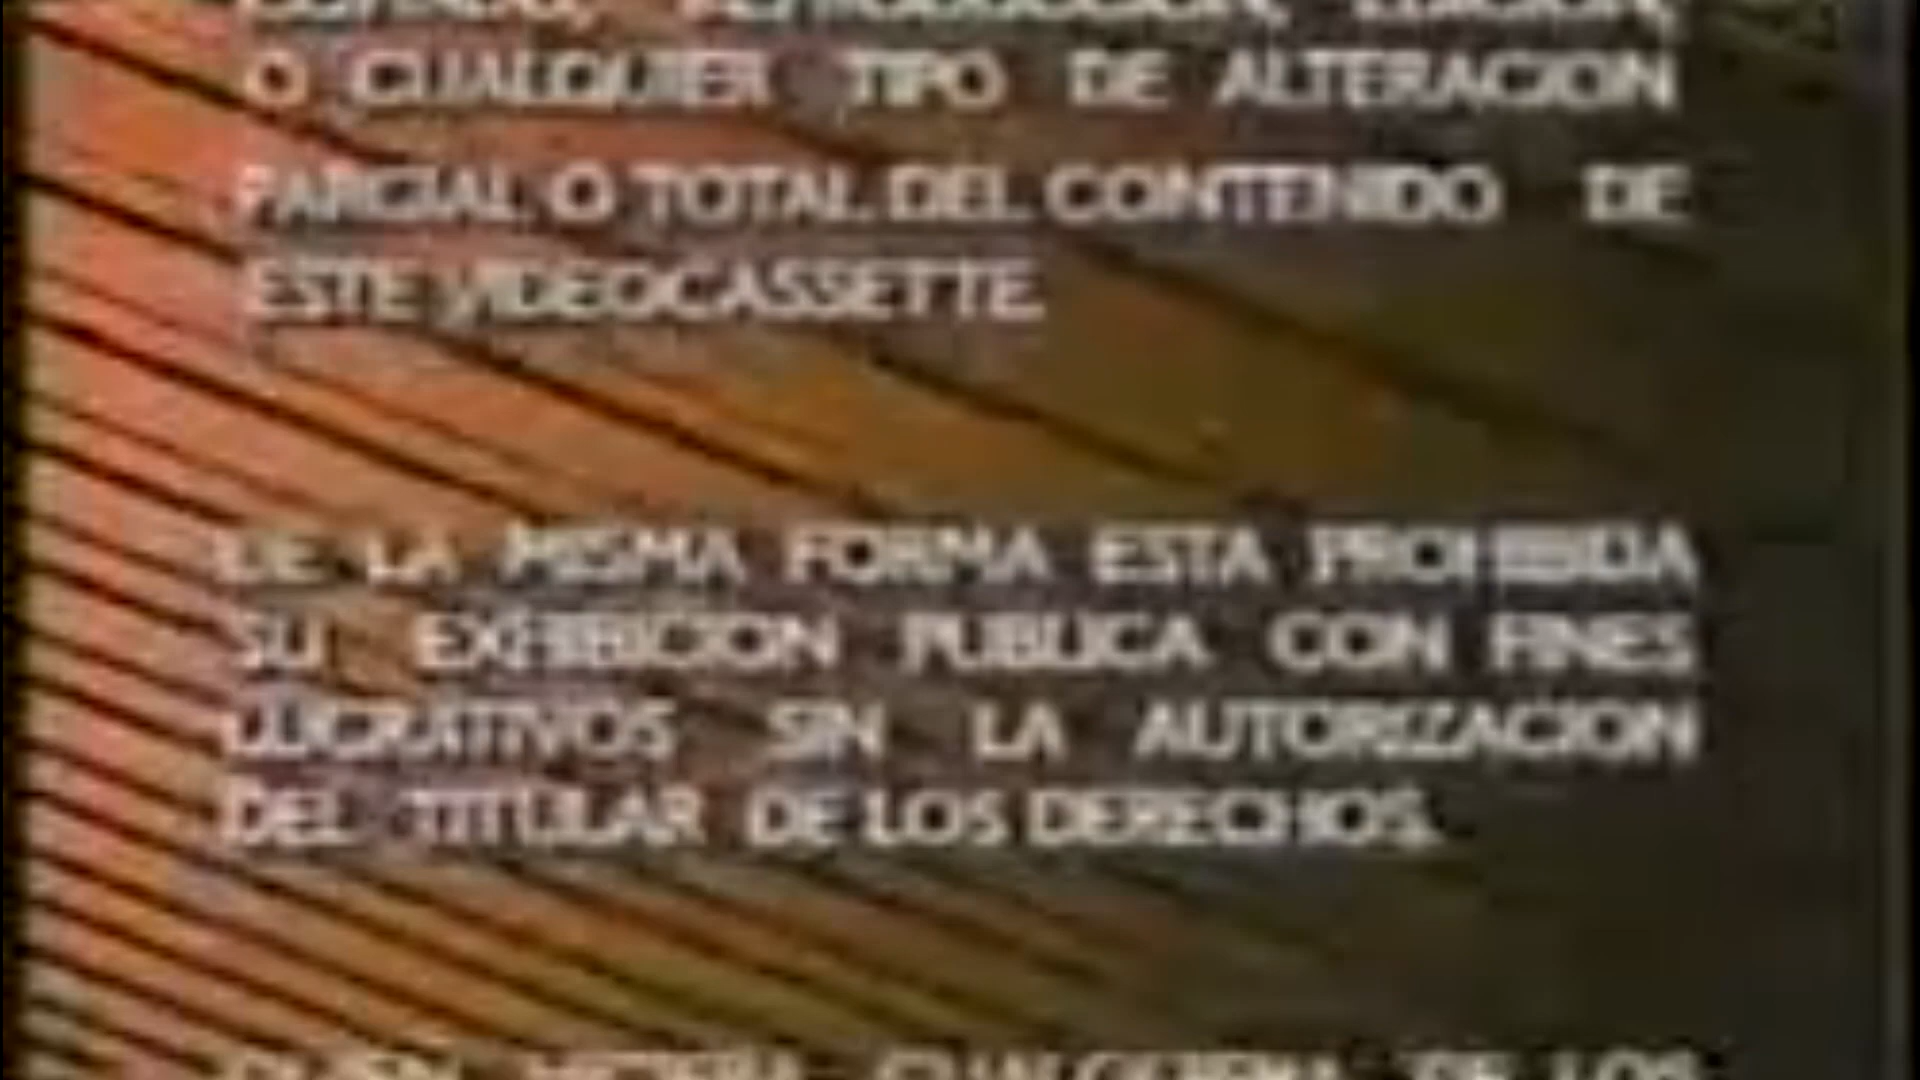 O CUALQUIER TIPO DE ALTERACION
PARCIAL O TOTAL DEL CONTENIDO DE
ESTE VIDEOCASSETTE.
DE LA MISMA FORMA ESTA PROHIBIDA
SU EXHIBICION PUBLICA CON FINES
LUCRATIVOS SIN LA AUTORIZACION
DEL TITULAR DE LOS DERECHOS.